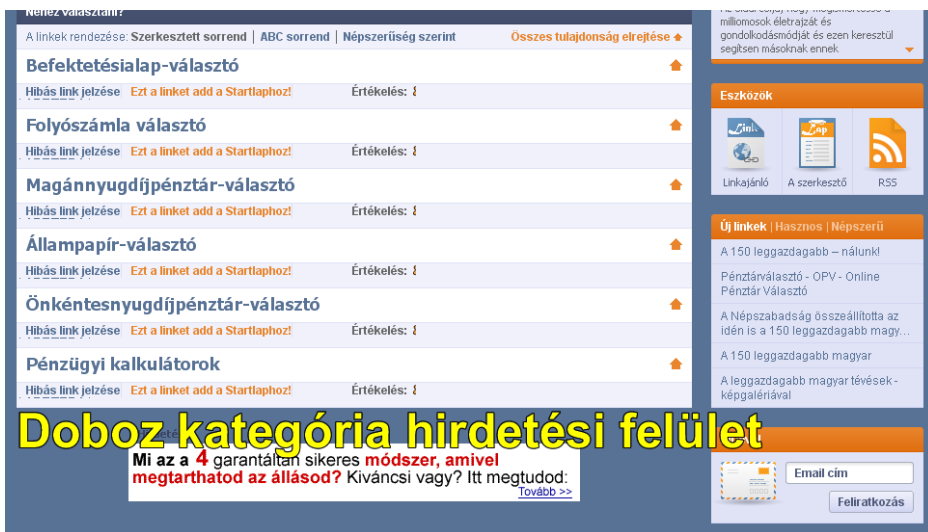 Nehéz választani?
A linkek rendezése: Szerkesztett sorrend | ABC sorrend | Népszerűség szerint
Összes tulajdonság elrejtése
Befektetésialap-választó
Hibás link jelzése Ezt a linket add a Startlaphoz! Értékelés:
Folyószámla választó
Hibás link jelzése Ezt a linket add a Startlaphoz! Értékelés:
Magánnyugdíjpénztár-választó
Hibás link jelzése Ezt a linket add a Startlaphoz! Értékelés:
Állampapír-választó
Hibás link jelzése Ezt a linket add a Startlaphoz! Értékelés:
Önkéntesnyugdíjpénztár-választó
Hibás link jelzése Ezt a linket add a Startlaphoz! Értékelés:
Pénzügyi kalkulátorok
Hibás link jelzése Ezt a linket add a Startlaphoz! Értékelés:
Doboz kategória hirdetési felület
Mi az a 4 garantáltan sikeres módszer, amivel
megtarthatod az állásod? Kíváncsi vagy? Itt megtudod:
Tovább >>
milliomosok életrajzát és
gondolkodásmódját és ezen keresztül
segítsen másoknak ennek
Eszközök
Link
Lap
Linkajánló A szerkesztő RSS
Új linkek | Hasznos | Népszerű
A 150 leggazdagabb – nálunk!
Pénztárválasztó - OPV - Online
Pénztár Választó
A Népszabadság összeállította az
idén is a 150 leggazdagabb magy...
A 150 leggazdagabb magyar
A leggazdagabb magyar tévések -
képgalériával
Email cím
Feliratkozás